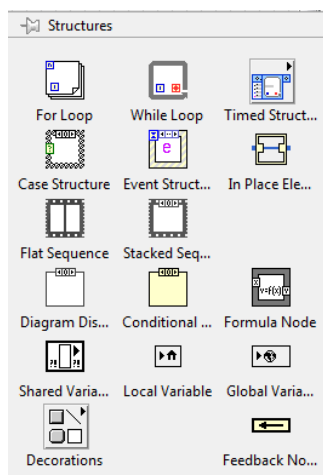 Structures
For Loop While Loop Timed Struct...
Case Structure Event Struct... In Place Ele...
Flat Sequence Stacked Seq...
Diagram Dis... Conditional ... Formula Node
Shared Varia... Local Variable Global Varia...
Decorations Feedback No...